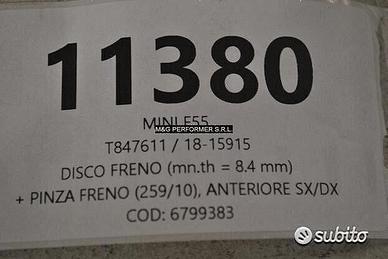 11380
MINI F55
M&G PERFORMER S.R.L.
T847611 / 18-15915
DISCO FRENO (mn.th = 8.4 mm)
+ PINZA FRENO (259/10), ANTERIORE SX/DX
COD: 6799383
subito